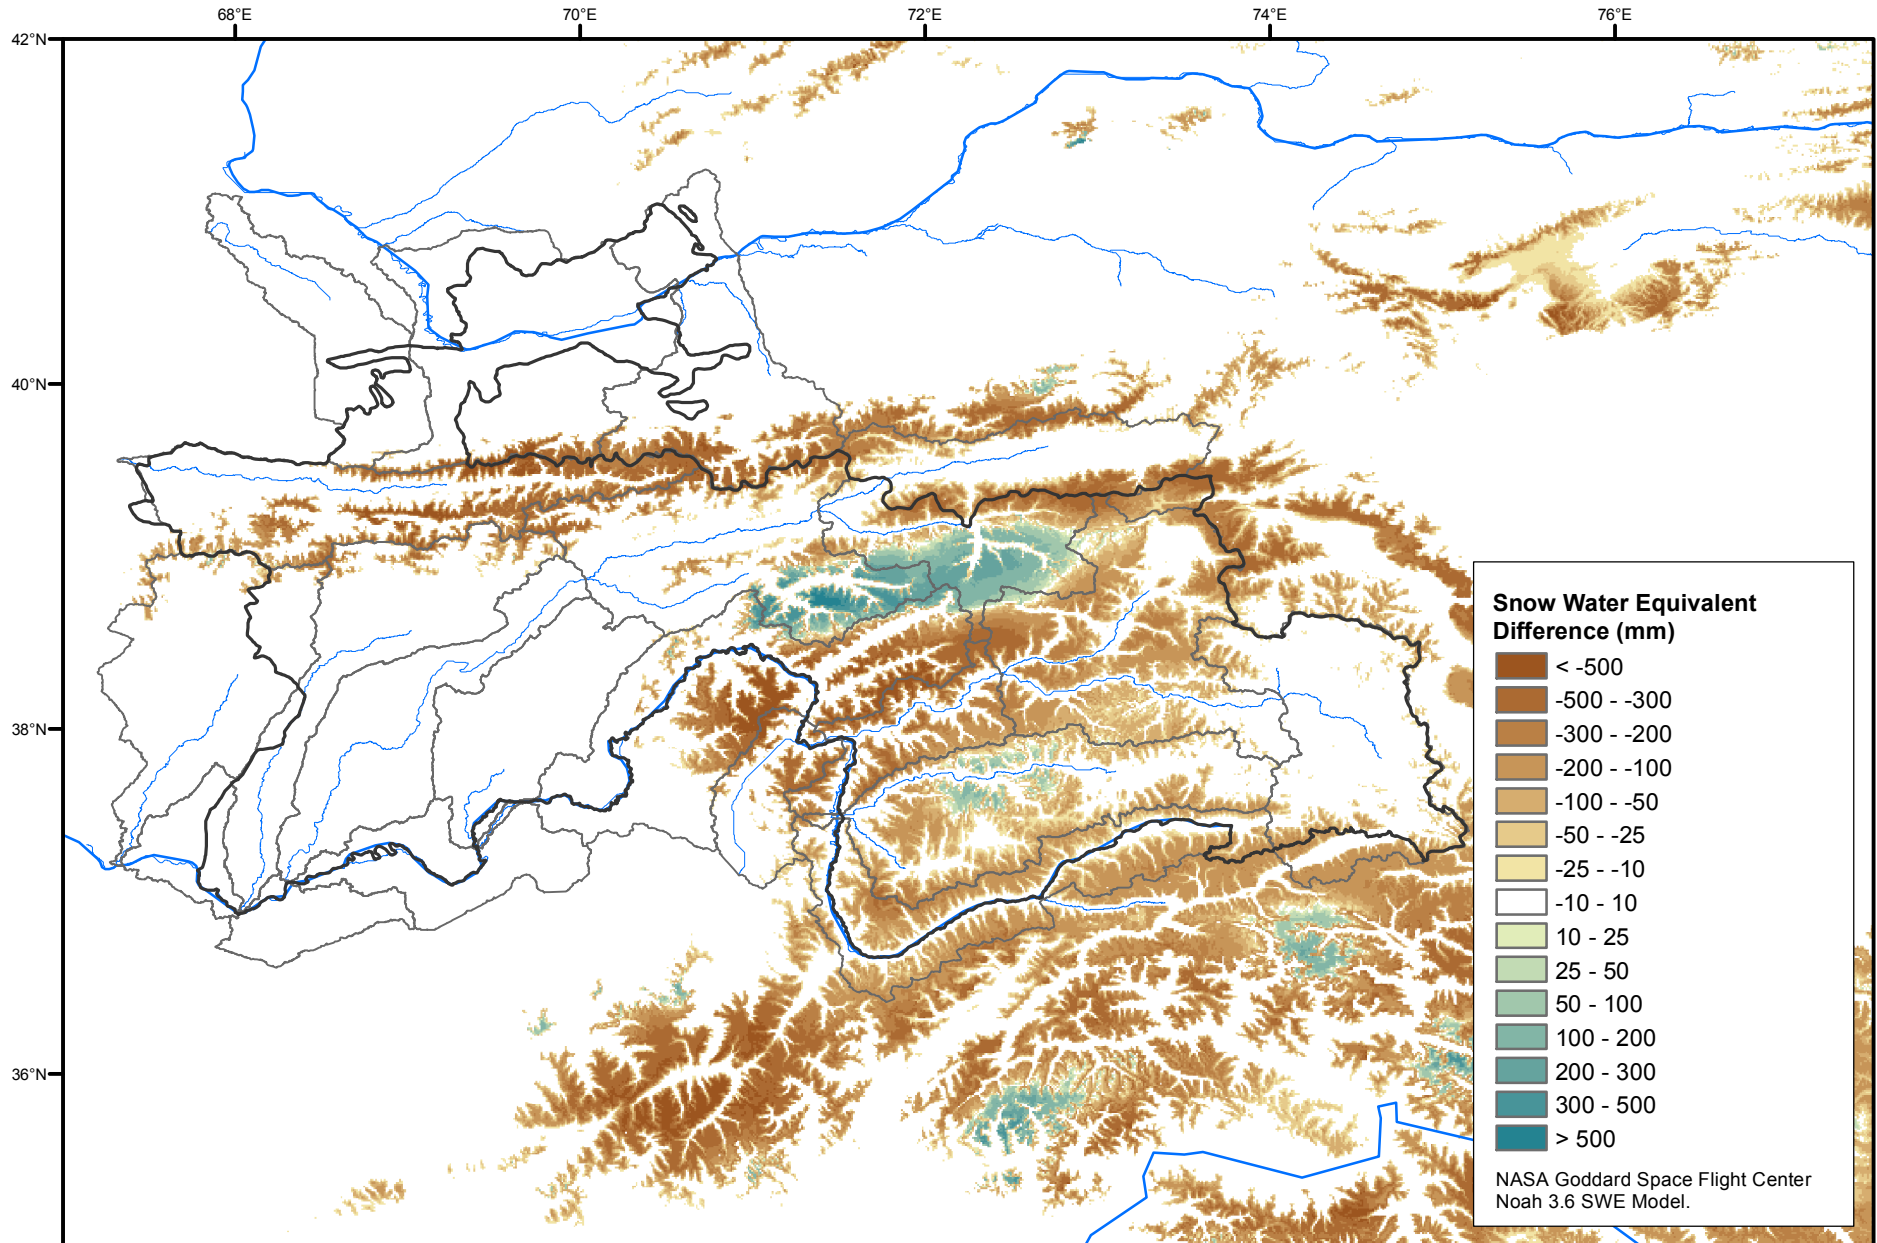 68°E
70°E
72°E
74°E
76°E
42°N
40°N
38°N
36°N
Snow Water Equivalent
Difference (mm)
< -500
-500 - -300
-300 - -200
-200 - -100
-100 - -50
-50 - -25
-25 - -10
-10 - 10
10 - 25
25 - 50
50 - 100
100 - 200
200 - 300
300 - 500
> 500
NASA Goddard Space Flight Center
Noah 3.6 SWE Model.